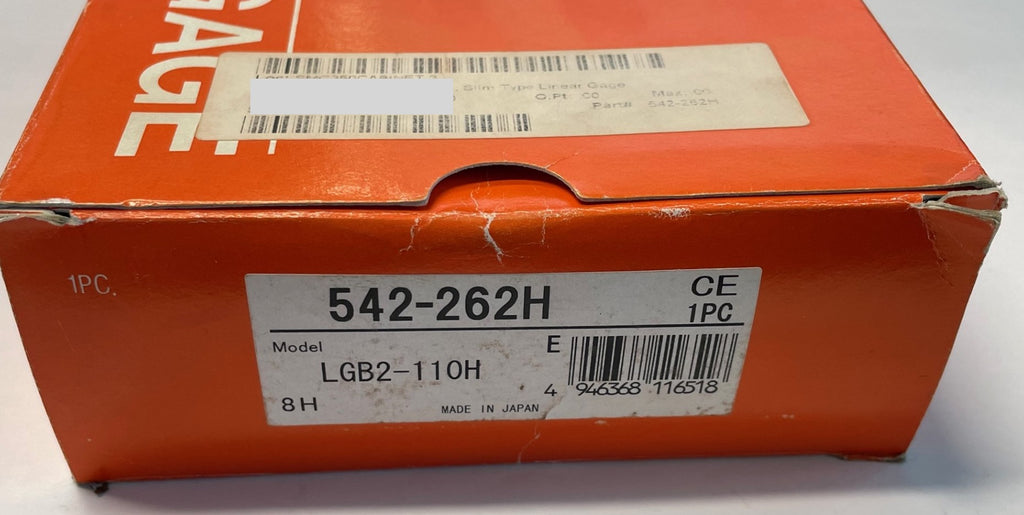 GAGE
Slim Type Linear Gage
G.Pt: C0 Max: C0
Part# 542-262H
1PC.
542-262H
CE
1PC
Model
E
LGB2-110H
4 946368 116518
8H
MADE IN JAPAN